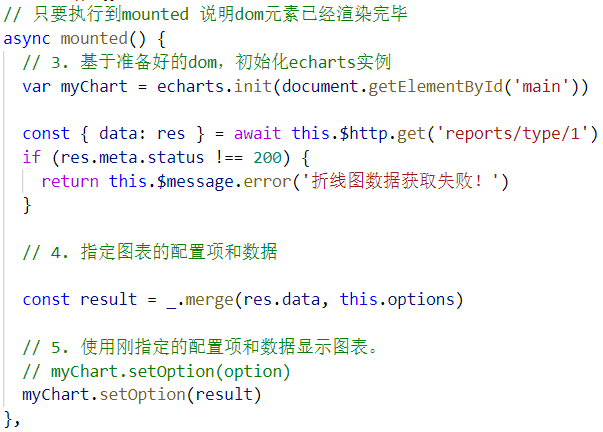 // 只要执行到mounted 说明dom元素已经渲染完毕
async mounted() {
// 3. 基于准备好的dom，初始化echarts实例
var myChart = echarts.init(document.getElementById('main'))
const { data: res } = await this.$http.get('reports/type/1')
if (res.meta.status !== 200) {
return this.$message.error('折线图数据获取失败！')
}
// 4. 指定图表的配置项和数据
const result = _.merge(res.data, this.options)
// 5. 使用刚指定的配置项和数据显示图表。
// myChart.setOption(option)
myChart.setOption(result)
},